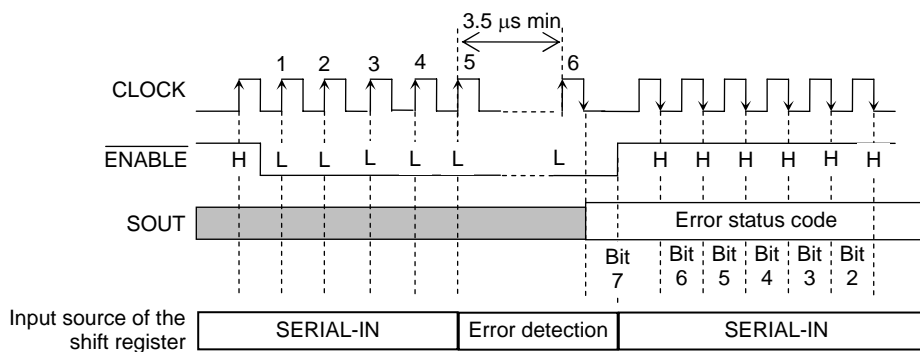 3.5 μs min
1 2 3 4 5 6
CLOCK
ENABLE H L L L L L L H H H H H H
SOUT Error status code
Bit 7 Bit 6 Bit 5 Bit 4 Bit 3 Bit 2
Input source of the
shift register
SERIAL-IN Error detection SERIAL-IN